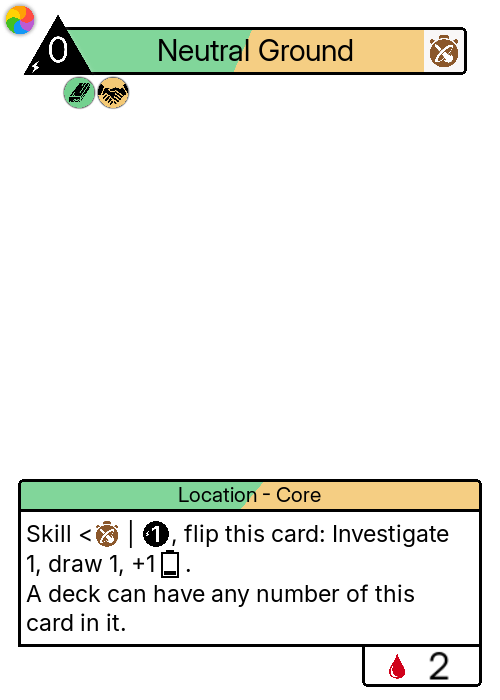 0 Neutral Ground
Location - Core
Skill < | 1, flip this card: Investigate
1, draw 1, +1 .
A deck can have any number of this
card in it.
2